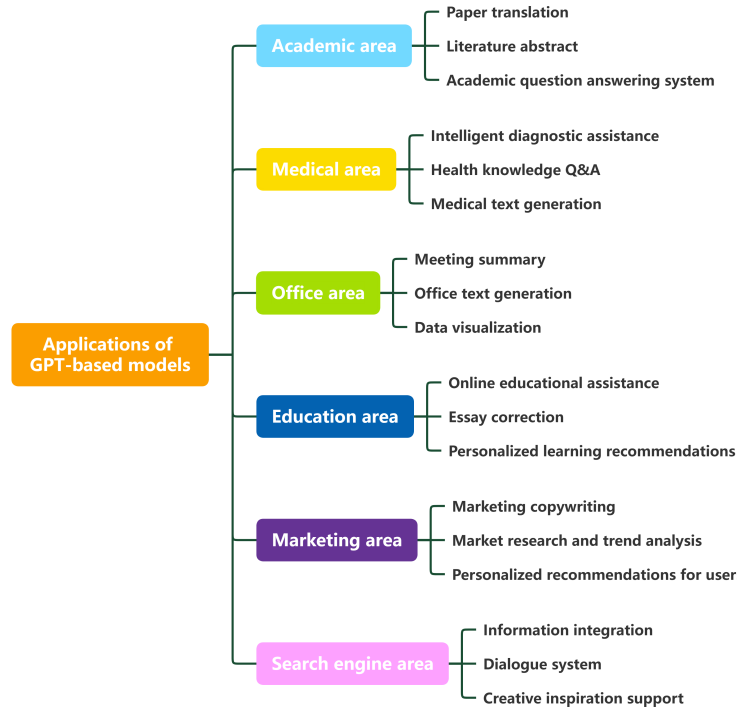 Applications of
GPT-based models
Academic area
Paper translation
Literature abstract
Academic question answering system
Medical area
Intelligent diagnostic assistance
Health knowledge Q&A
Medical text generation
Office area
Meeting summary
Office text generation
Data visualization
Education area
Online educational assistance
Essay correction
Personalized learning recommendations
Marketing area
Marketing copywriting
Market research and trend analysis
Personalized recommendations for user
Search engine area
Information integration
Dialogue system
Creative inspiration support